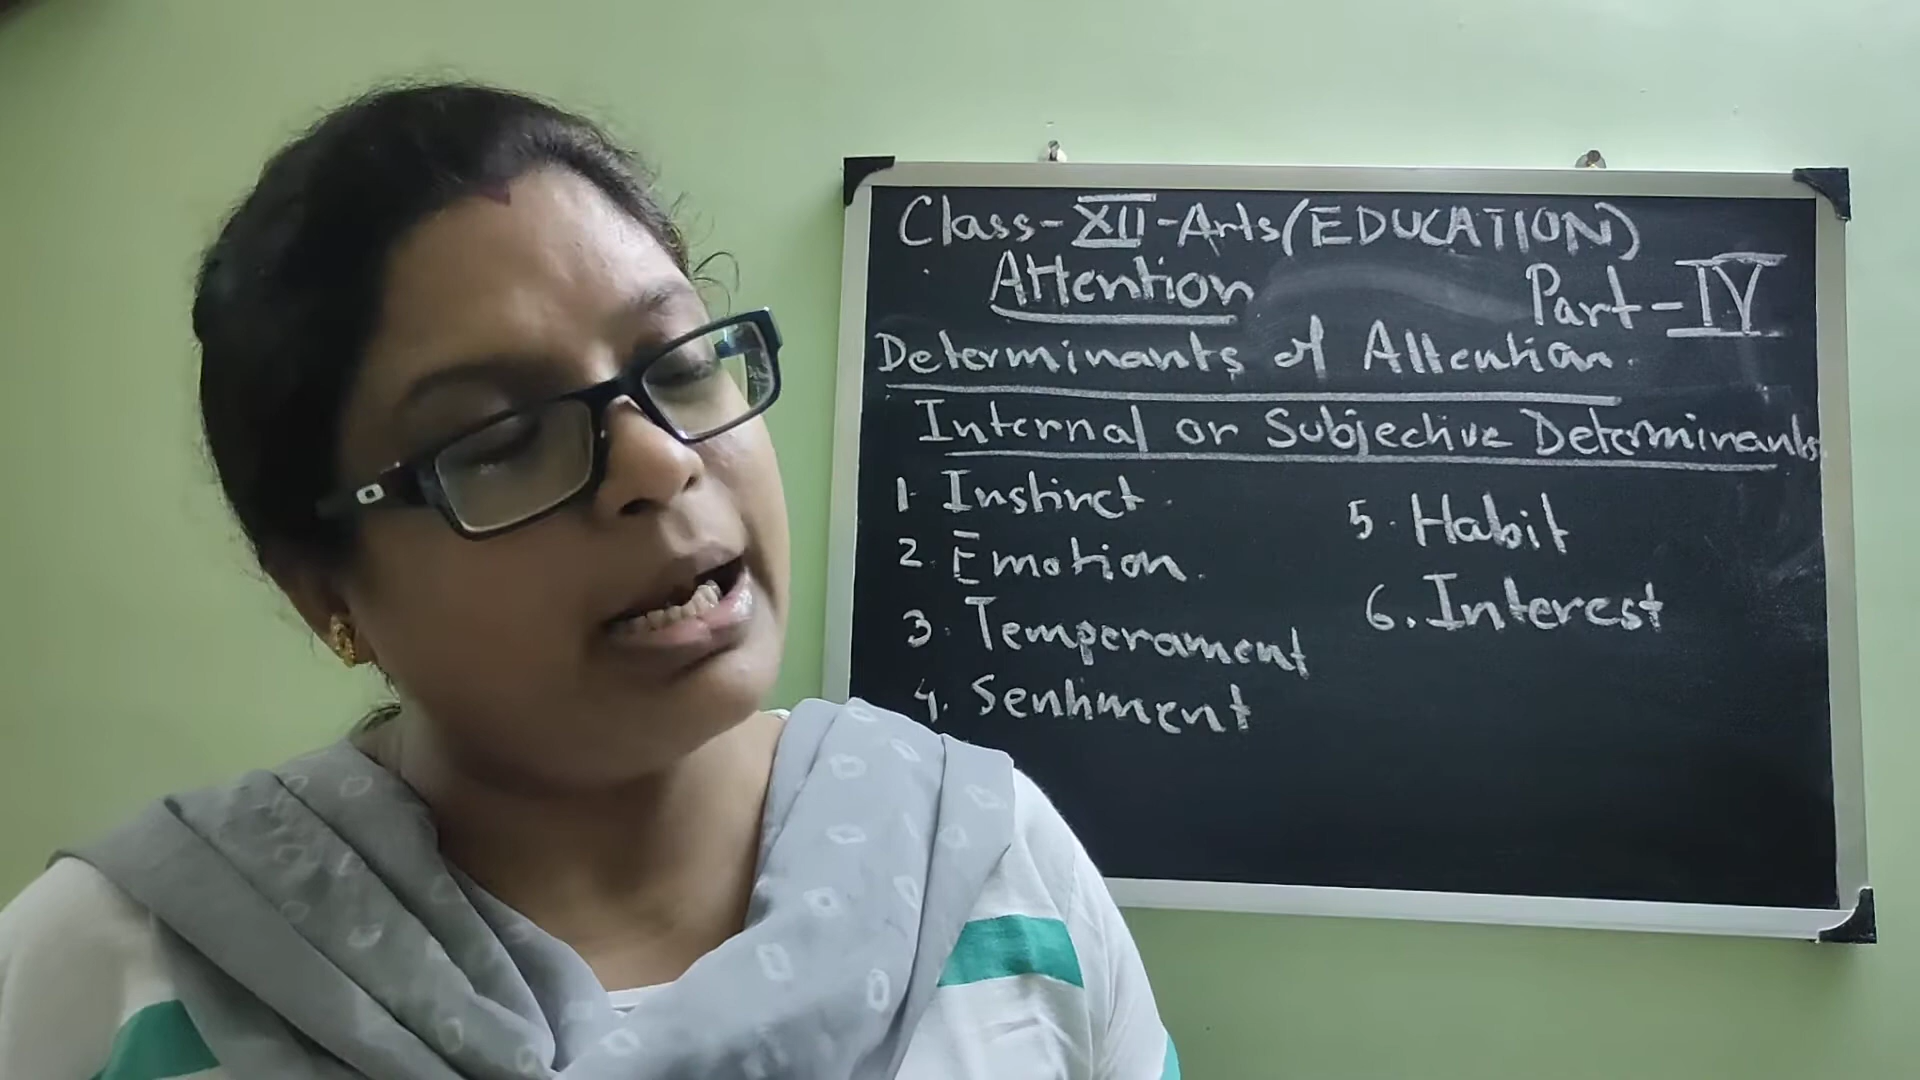 Class-XII-Arts (EDUCATION)
Attention
Part-IV
Determinants of Attention.
Internal or Subjective Determinants
1. Instinct.
2. Emotion.
3. Temperament
4. Sentiment
5. Habit
6. Interest